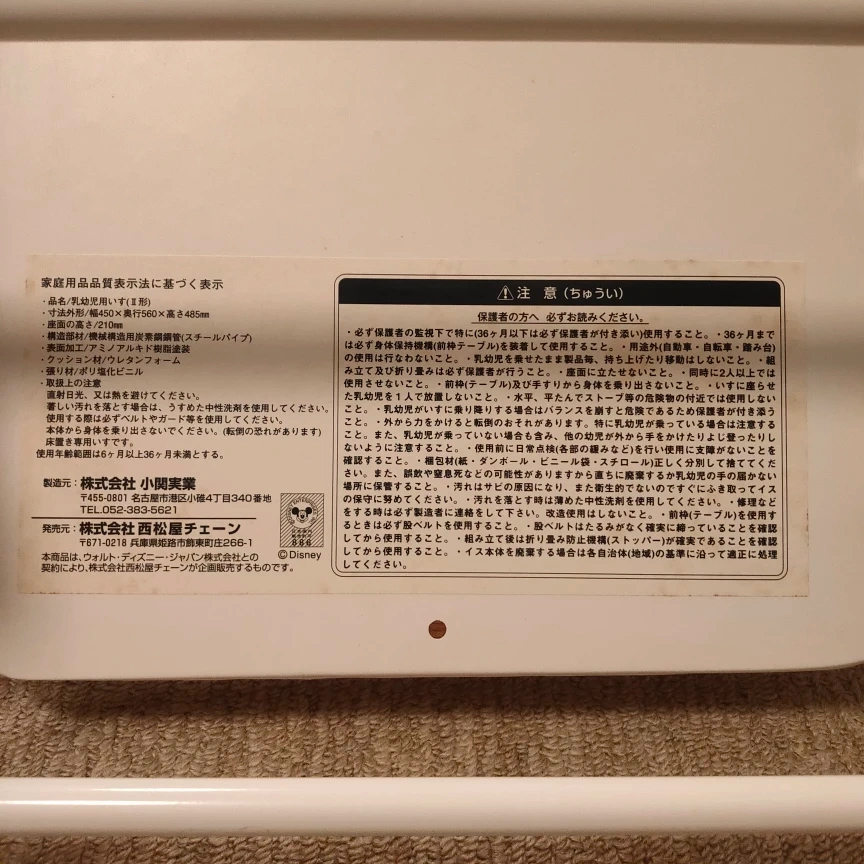 家庭用品品質表示法に基づく表示
・品名/乳幼児用いす(Ⅱ形)
・寸法外形/幅450×奥行560×高さ485㎜
・座面の高さ/210㎜
・構造部材/機械構造用炭素鋼鋼管(スチールパイプ)
・表面加工/アミノアルキド樹脂塗装
・クッション材/ウレタンフォーム
・張り材/ポリ塩化ビニル
・取扱上の注意
直射日光、又は熱を避けてください。
著しい汚れを落とす場合は、うすめた中性洗剤を使用してください。
使用する際は必ずベルトやガード等を使用してください。
本体から身体を乗り出さないでください。(転倒の恐れがあります)
床置き専用いすです。
使用年齢範囲は6ヶ月以上36ヶ月未満とする。
製造元：株式会社 小関実業
〒455-0801 名古屋市港区小碓4丁目340番地
TEL.052-383-5621
発売元：株式会社 西松屋チェーン
〒671-0218 兵庫県姫路市飾東町庄266-1
©Disney
本商品は、ウォルト・ディズニー・ジャパン株式会社との
契約により、株式会社西松屋チェーンが企画販売するものです。
注 意 (ちゅうい)
保護者の方へ 必ずお読みください。
・必ず保護者の監視下で特に(36ヶ月以下は必ず保護者が付き添い)使用すること。・36ヶ月まで
は必ず身体保持機構(前枠テーブル)を装着して使用すること。・用途外(自動車・自転車・踏み台)
の使用は行なわないこと。・乳幼児を乗せたまま製品毎、持ち上げたり移動はしないこと。・組
み立て及び折り畳みは必ず保護者が行うこと。・座面に立たせないこと。・同時に2人以上では
使用させないこと。・前枠(テーブル)及び手すりから身体を乗り出さないこと。・いすに座らせ
た乳幼児を1人で放置しないこと。・水平、平たんでストーブ等の危険物の付近では使用しない
こと。・乳幼児がいすに乗り降りする場合はバランスを崩すと危険であるため保護者が付き添う
こと。・外から力をかけると転倒のおそれがあります。特に乳幼児が乗っている場合は注意する
こと。また、乳幼児が乗っていない場合も含み、他の幼児が外から手をかけたりよじ登ったりし
ないように注意すること。・使用前に日常点検(各部の緩みなど)を行い使用に支障がないことを
確認すること。・梱包材(紙・ダンボール・ビニール袋・スチロール)正しく分別して捨ててくだ
さい。また、誤飲や窒息死などの可能性がありますから直ちに廃棄するか乳幼児の手の届かない
場所に保管すること。・汚れはサビの原因になり、また衛生的でないのですぐにふき取ってイス
の保守に努めてください。・汚れを落とす時は薄めた中性洗剤を使用してください。・修理など
をする時は必ず製造者に連絡をして下さい。改造使用はしないこと。・前枠(テーブル)を使用す
るときは必ず股ベルトを使用すること。・股ベルトはたるみがなく確実に締っていることを確認
してから使用すること。・組み立て後は折り畳み防止機構(ストッパー)が確実であることを確認
してから使用すること。・イス本体を廃棄する場合は各自治体(地域)の基準に沿って適正に処理
してください。